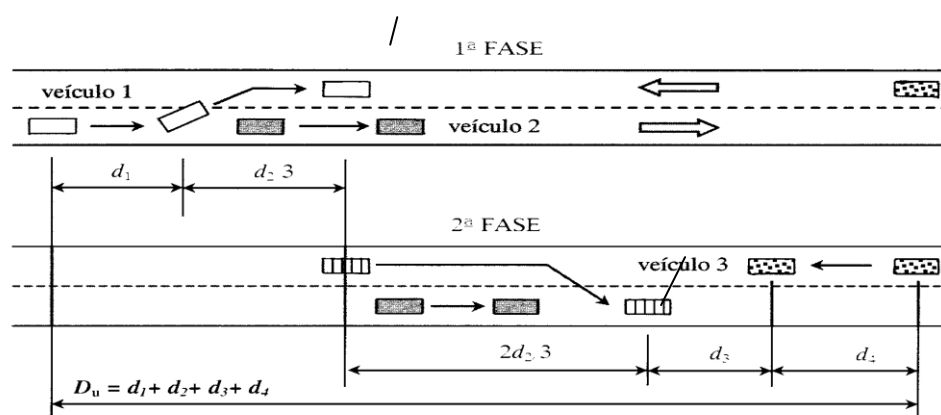 1ª FASE
veículo 1
veículo 2
d₁ d₂ 3
2ª FASE
veículo 3
2d₂ 3 d₃ d₄
Dᵤ = d₁+ d₂+ d₃+ d₄